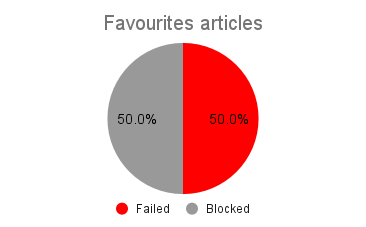 Favourites articles
50.0% 50.0%
Failed Blocked